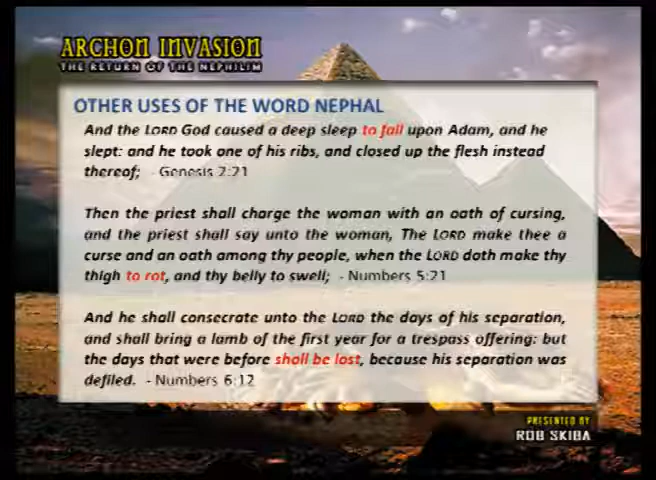 ARCHON INVASION
THE RETURN OF THE NEPHILIM
OTHER USES OF THE WORD NEPHAL
And the LORD God caused a deep sleep to fall upon Adam, and he
slept: and he took one of his ribs, and closed up the flesh instead
thereof; - Genesis 2:21
Then the priest shall charge the woman with an oath of cursing,
and the priest shall say unto the woman, The LORD make thee a
curse and an oath among thy people, when the LORD doth make thy
thigh to rot, and thy belly to swell; - Numbers 5:21
And he shall consecrate unto the LORD the days of his separation,
and shall bring a lamb of the first year for a trespass offering: but
the days that were before shall be lost, because his separation was
defiled. - Numbers 6:12
PRESENTED BY
ROB SKIBA